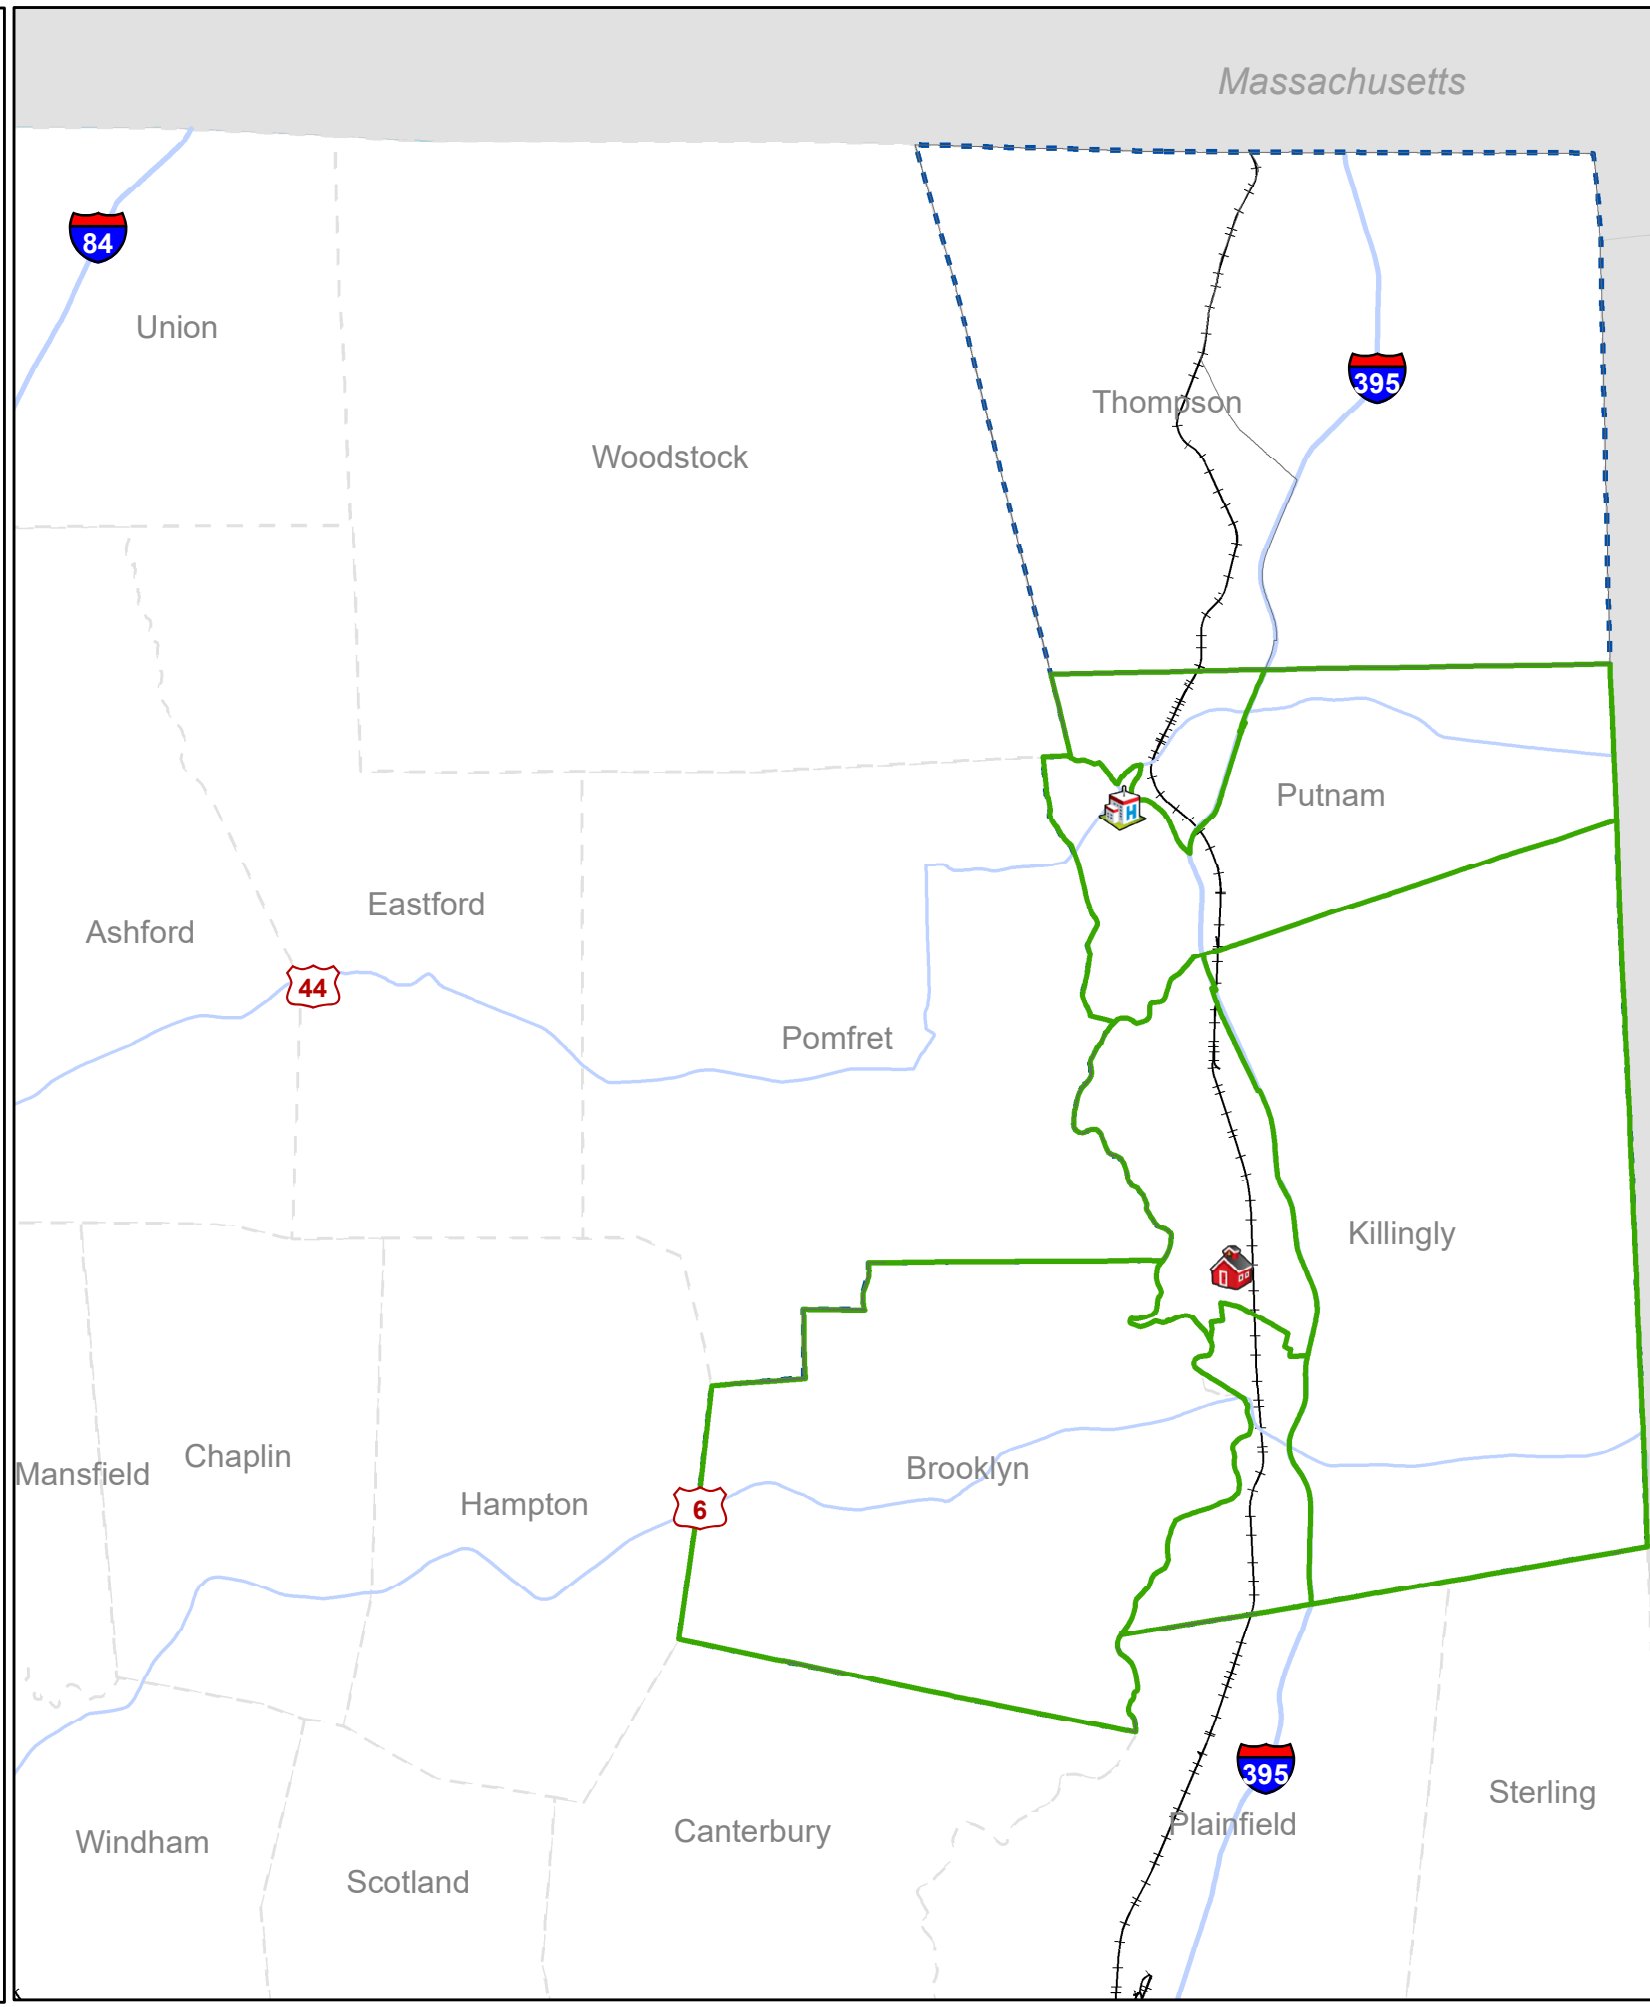 Massachusetts
84
Union
395
Thompson
Woodstock
Putnam
Eastford
Ashford
44
Pomfret
H
Killingly
Brooklyn
Chaplin
Mansfield
Hampton
6
395
Sterling
Plainfield
Canterbury
Windham
Scotland